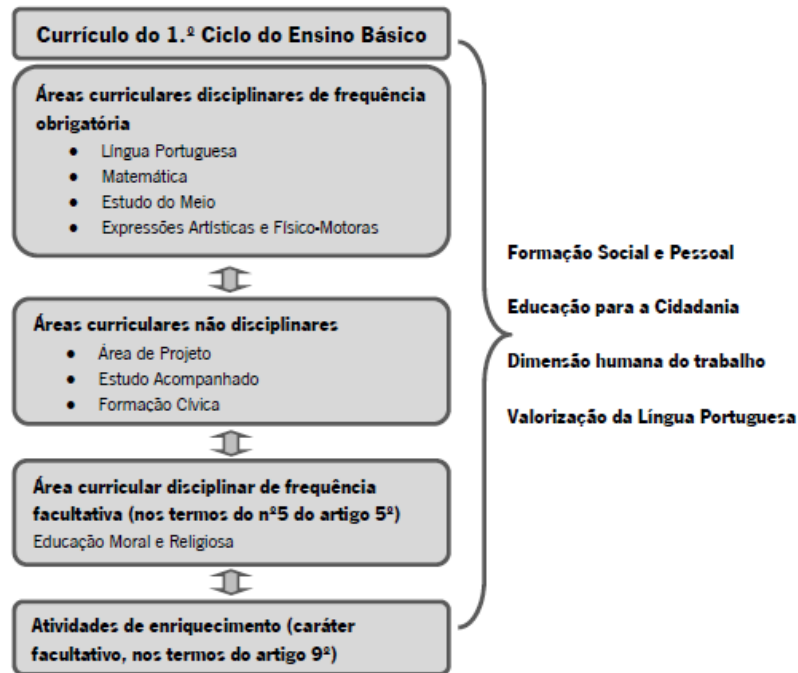 Currículo do 1.º Ciclo do Ensino Básico
Áreas curriculares disciplinares de frequência
obrigatória
● Língua Portuguesa
● Matemática
● Estudo do Meio
● Expressões Artísticas e Físico-Motoras
Áreas curriculares não disciplinares
● Área de Projeto
● Estudo Acompanhado
● Formação Cívica
Área curricular disciplinar de frequência
facultativa (nos termos do nº5 do artigo 5º)
Educação Moral e Religiosa
Atividades de enriquecimento (caráter
facultativo, nos termos do artigo 9º)
Formação Social e Pessoal
Educação para a Cidadania
Dimensão humana do trabalho
Valorização da Língua Portuguesa